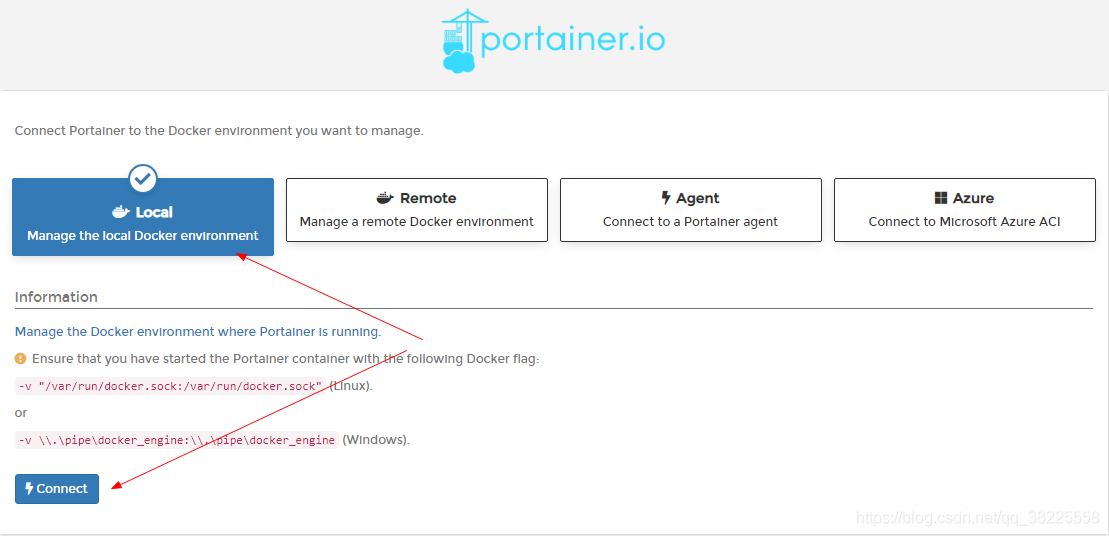 portainer.io
Connect Portainer to the Docker environment you want to manage.
Local
Manage the local Docker environment
Remote
Manage a remote Docker environment
Agent
Connect to a Portainer agent
Azure
Connect to Microsoft Azure ACI
Information
Manage the Docker environment where Portainer is running.
Ensure that you have started the Portainer container with the following Docker flag:
-v "/var/run/docker.sock:/var/run/docker.sock" (Linux).
or
-v \\.\pipe\docker_engine:\\.\pipe\docker_engine (Windows).
Connect
https://blog.csdn.net/qq_38225558